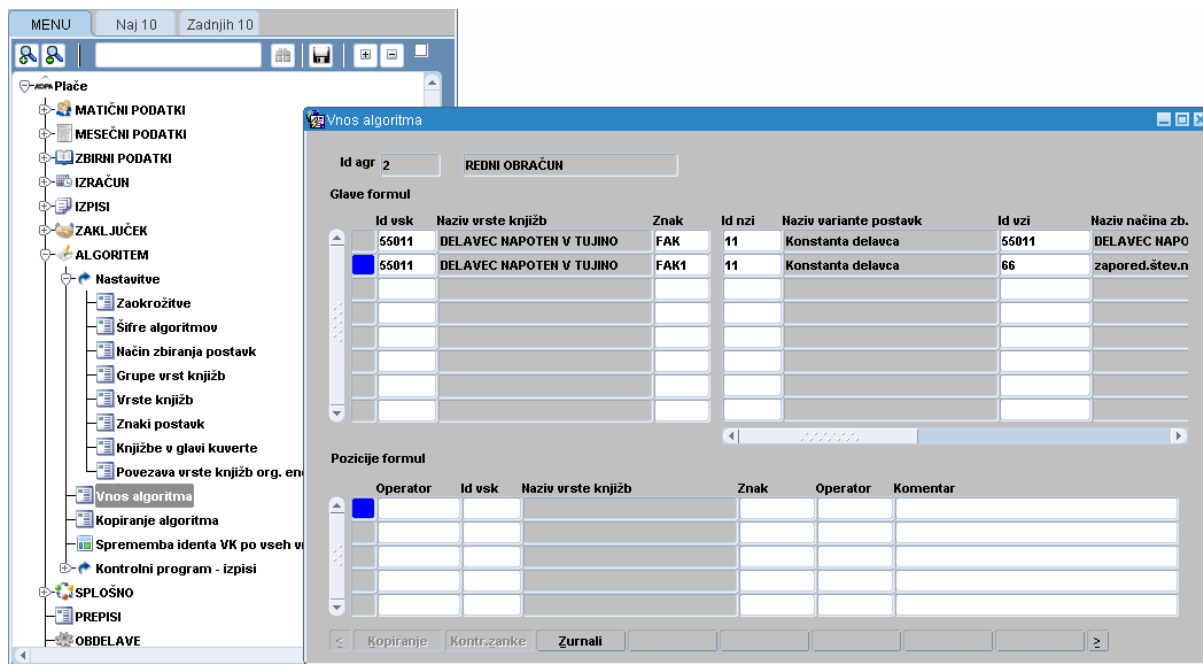 MENU Naj 10 Zadnjih 10
Plače
MATIČNI PODATKI
MESEČNI PODATKI
ZBIRNI PODATKI
IZRAČUN
IZPISI
ZAKLJUČEK
ALGORITEM
Nastavitve
Zaokrožitve
Šifre algoritmov
Način zbiranja postavk
Grupe vrst knjižb
Vrste knjižb
Znaki postavk
Knjižbe v glavi kuverte
Povezava vrste knjižb org. en
Vnos algoritma
Kopiranje algoritma
Sprememba identa VK po vseh v
Kontrolni program - izpisi
SPLOŠNO
PREPISI
OBDELAVE
Vnos algoritma
Id agr 2 REDNI OBRAČUN
Glave formul
Id vsk Naziv vrste knjižb Znak Id nzi Naziv variante postavk Id vzi Naziv načina zb.
55011 DELAVEC NAPOTEN V TUJINO FAK 11 Konstanta delavca 55011 DELAVEC NAPO
55011 DELAVEC NAPOTEN V TUJINO FAK1 11 Konstanta delavca 66 zapored.štev.n
Pozicije formul
Operator Id vsk Naziv vrste knjižb Znak Operator Komentar
≤ Kopiranje Kontr.zanke Zurnali ≥